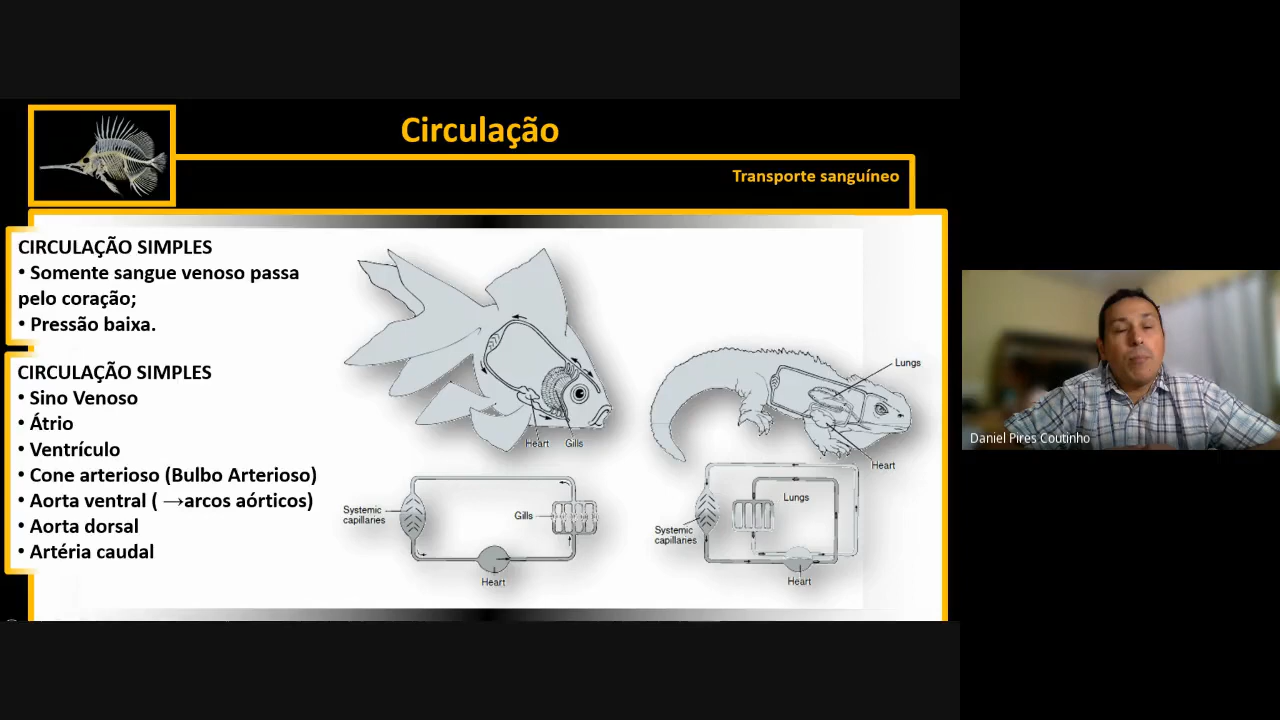 Circulação
Transporte sanguíneo
CIRCULAÇÃO SIMPLES
• Somente sangue venoso passa
pelo coração;
• Pressão baixa.
CIRCULAÇÃO SIMPLES
• Sino Venoso
• Átrio
• Ventrículo
• Cone arterioso (Bulbo Arterioso)
• Aorta ventral ( →arcos aórticos)
• Aorta dorsal
• Artéria caudal
Heart
Gills
Lungs
Heart
Systemic
capillaries
Gills
Heart
Lungs
Systemic
capillaries
Heart
Daniel Pires Coutinho